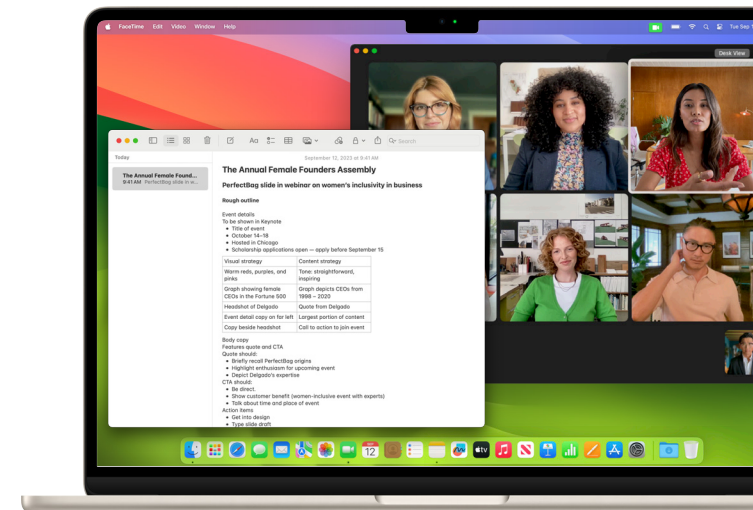 FaceTime Edit Video Window Help
Tue Sep 1
Desk View
Search
Today
The Annual Female Found...
9:41 AM PerfectBag slide in w...
September 12, 2023 at 9:41 AM
The Annual Female Founders Assembly
PerfectBag slide in webinar on women's inclusivity in business
Rough outline
Event details
To be shown in Keynote
• Title of event
• October 14–18
• Hosted in Chicago
• Scholarship applications open — apply before September 15
Visual strategy Content strategy
Warm reds, purples, and pinks Tone: straightforward, inspiring
Graph showing female CEOs in the Fortune 500 Graph depicts CEOs from 1998 – 2020
Headshot of Delgado Quote from Delgado
Event detail copy on far left Largest portion of content
Copy beside headshot Call to action to join event
Body copy
Features quote and CTA
Quote should:
• Briefly recall PerfectBag origins
• Highlight enthusiasm for upcoming event
• Depict Delgado's expertise
CTA should:
• Be direct.
• Show customer benefit (women-inclusive event with experts)
• Talk about time and place of event
Action items
• Get into design
• Type slide draft
SEP
12
tv